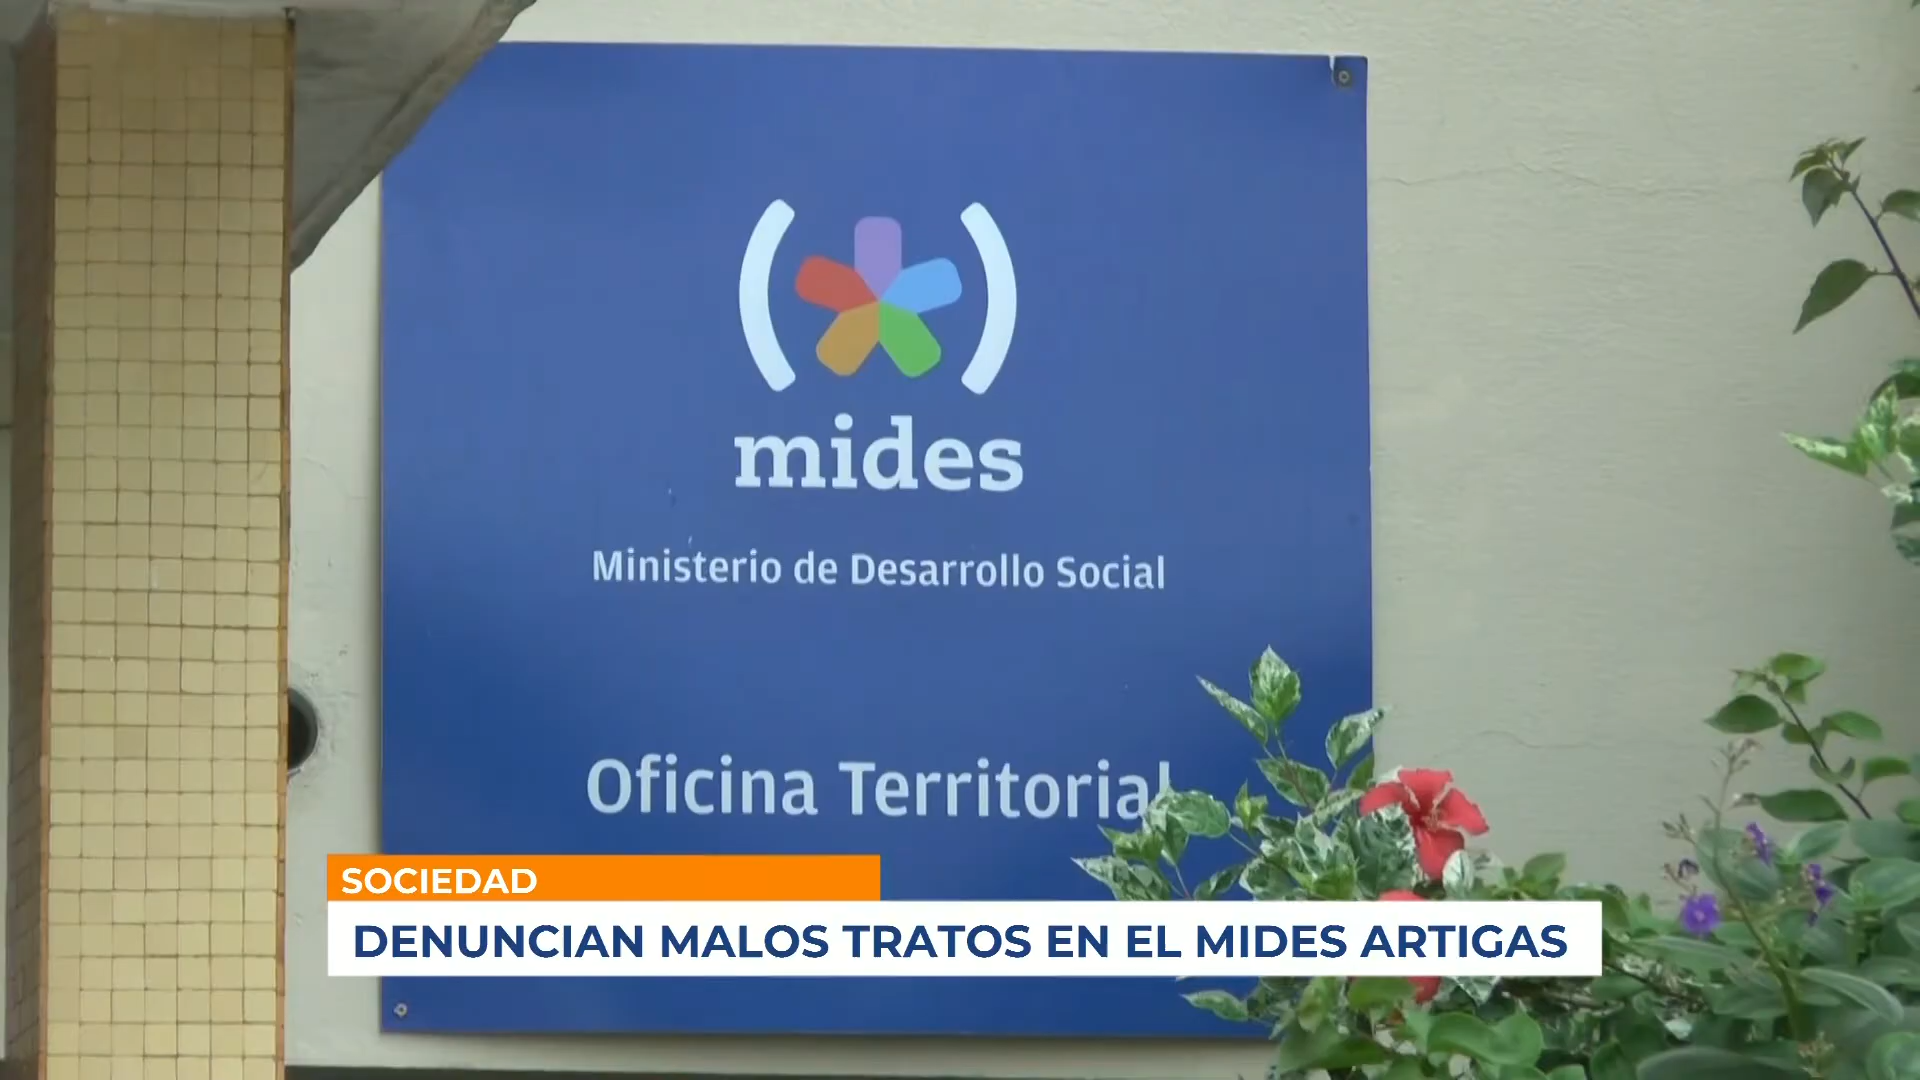 mides
Ministerio de Desarrollo Social
Oficina Territorial
SOCIEDAD
DENUNCIAN MALOS TRATOS EN EL MIDES ARTIGAS